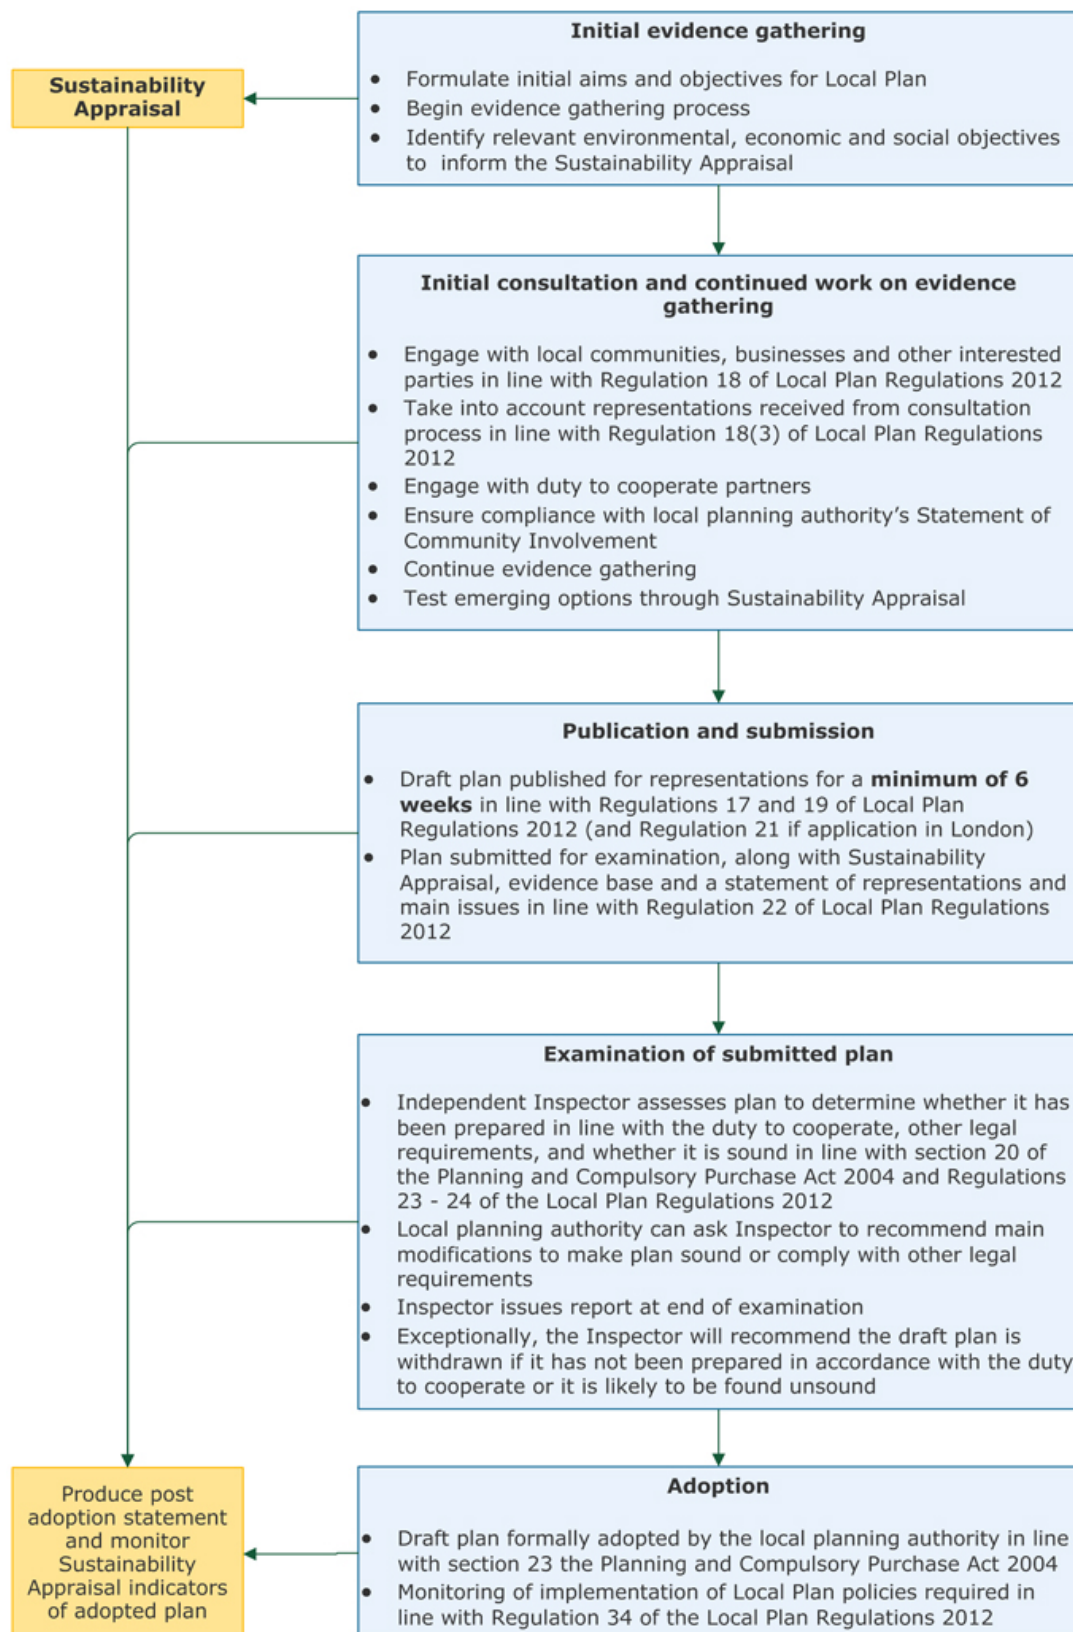 Initial evidence gathering
• Formulate initial aims and objectives for Local Plan
• Begin evidence gathering process
• Identify relevant environmental, economic and social objectives
to inform the Sustainability Appraisal
Sustainability
Appraisal
Initial consultation and continued work on evidence
gathering
• Engage with local communities, businesses and other interested
parties in line with Regulation 18 of Local Plan Regulations 2012
• Take into account representations received from consultation
process in line with Regulation 18(3) of Local Plan Regulations
2012
• Engage with duty to cooperate partners
• Ensure compliance with local planning authority’s Statement of
Community Involvement
• Continue evidence gathering
• Test emerging options through Sustainability Appraisal
Publication and submission
• Draft plan published for representations for a minimum of 6
weeks in line with Regulations 17 and 19 of Local Plan
Regulations 2012 (and Regulation 21 if application in London)
• Plan submitted for examination, along with Sustainability
Appraisal, evidence base and a statement of representations and
main issues in line with Regulation 22 of Local Plan Regulations
2012
Examination of submitted plan
• Independent Inspector assesses plan to determine whether it has
been prepared in line with the duty to cooperate, other legal
requirements, and whether it is sound in line with section 20 of
the Planning and Compulsory Purchase Act 2004 and Regulations
23 - 24 of the Local Plan Regulations 2012
• Local planning authority can ask Inspector to recommend main
modifications to make plan sound or comply with other legal
requirements
• Inspector issues report at end of examination
• Exceptionally, the Inspector will recommend the draft plan is
withdrawn if it has not been prepared in accordance with the duty
to cooperate or it is likely to be found unsound
Adoption
• Draft plan formally adopted by the local planning authority in line
with section 23 the Planning and Compulsory Purchase Act 2004
• Monitoring of implementation of Local Plan policies required in
line with Regulation 34 of the Local Plan Regulations 2012
Produce post
adoption statement
and monitor
Sustainability
Appraisal indicators
of adopted plan